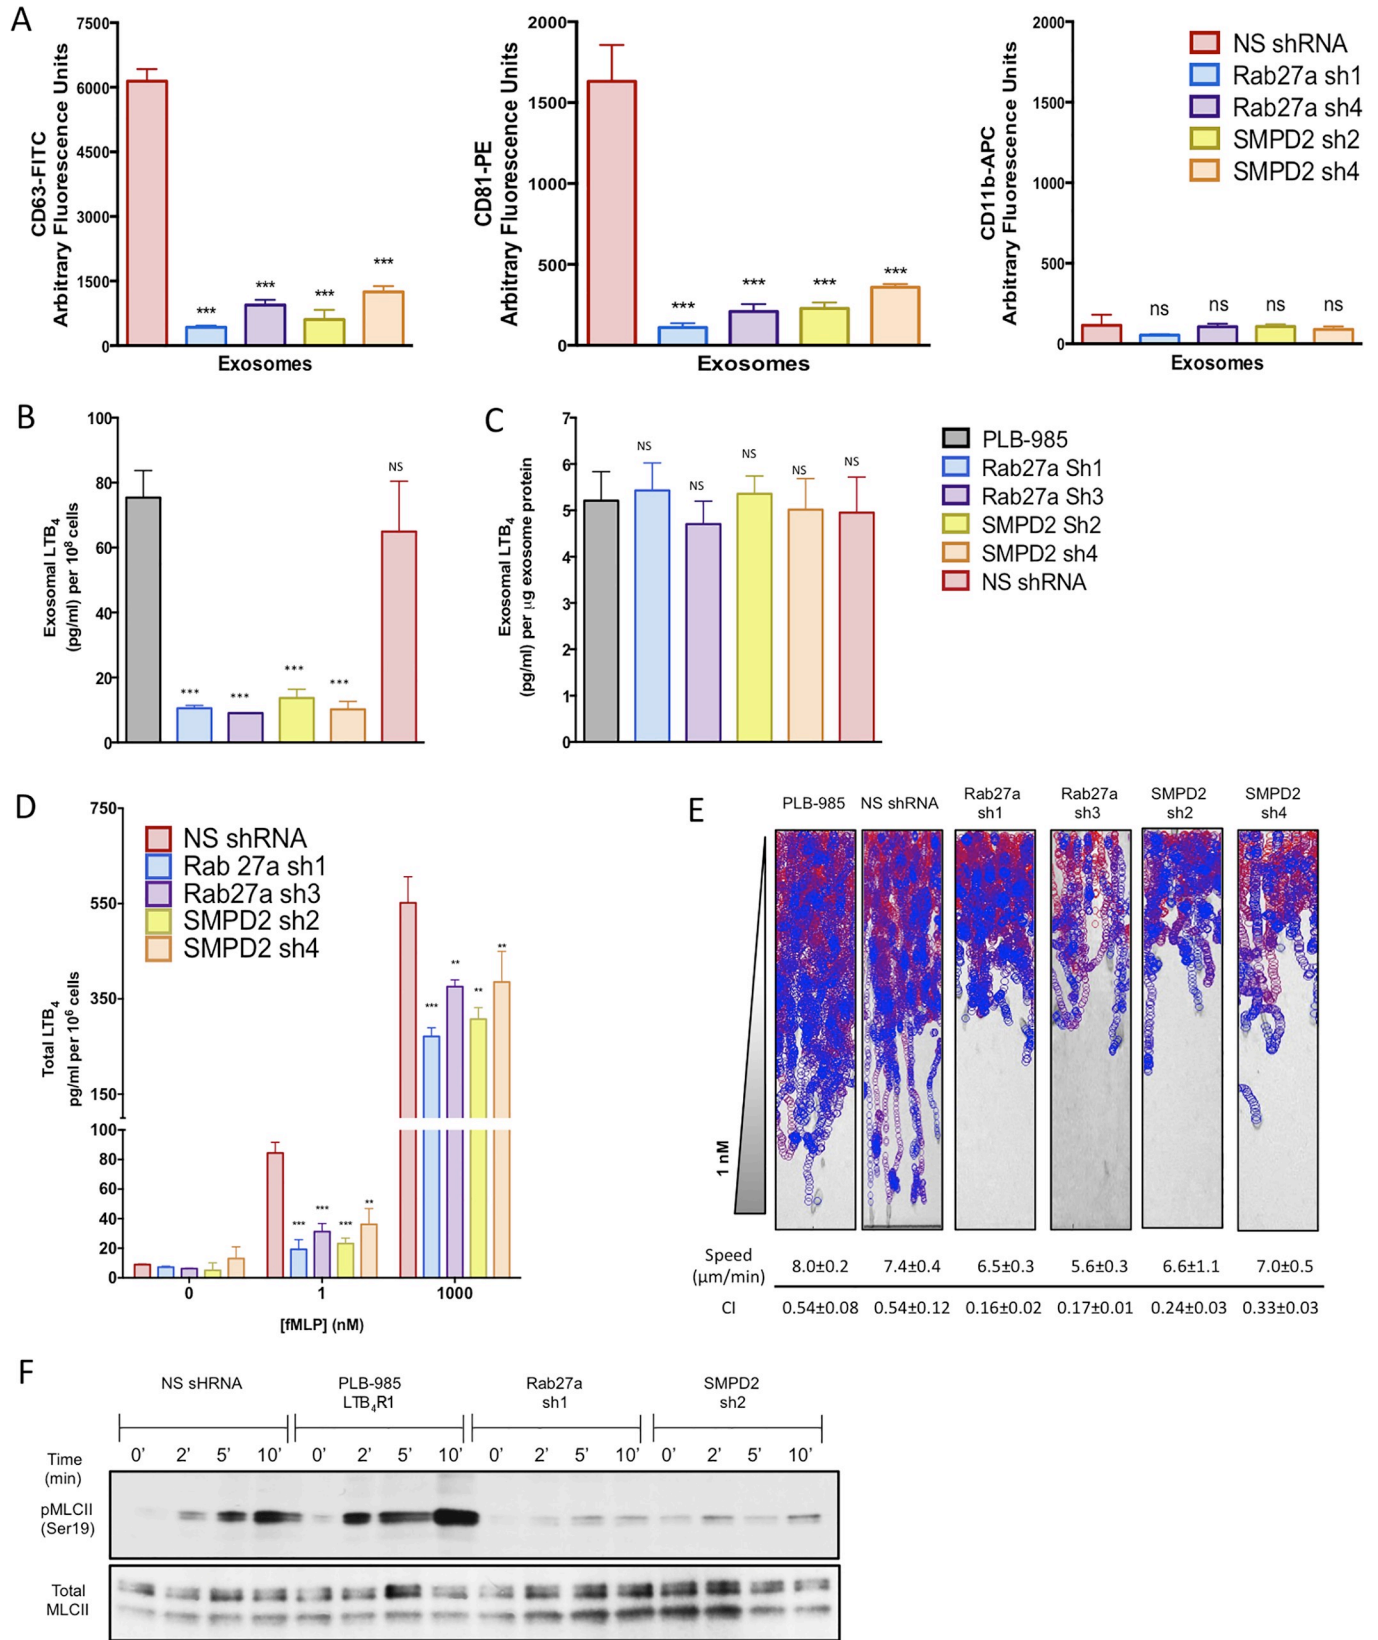 A
CD63-FITC
Arbitrary Fluorescence Units
7500
6000
4500
3000
1500
0
***
***
***
***
Exosomes
CD81-PE
Arbitrary Fluorescence Units
2000
1500
1000
500
0
***
***
***
***
Exosomes
CD11b-APC
Arbitrary Fluorescence Units
2000
1500
1000
500
0
ns
ns
ns
ns
Exosomes
NS shRNA
Rab27a sh1
Rab27a sh4
SMPD2 sh2
SMPD2 sh4
B
Exosomal LTB4
(pg/ml) per 10^8 cells
100
80
60
40
20
0
***
***
***
***
NS
C
Exosomal LTB4
(pg/ml) per µg exosome protein
7
6
5
4
3
2
1
0
NS
NS
NS
NS
NS
PLB-985
Rab27a Sh1
Rab27a Sh3
SMPD2 Sh2
SMPD2 sh4
NS shRNA
D
Total LTB4
pg/ml per 10^6 cells
750
550
350
150
100
80
60
40
20
0
NS shRNA
Rab 27a sh1
Rab27a sh3
SMPD2 sh2
SMPD2 sh4
***
***
***
**
***
**
**
**
0 1 1000
[fMLP] (nM)
E
PLB-985 NS shRNA Rab27a sh1 Rab27a sh3 SMPD2 sh2 SMPD2 sh4
1 nM
Speed (µm/min) 8.0±0.2 7.4±0.4 6.5±0.3 5.6±0.3 6.6±1.1 7.0±0.5
CI 0.54±0.08 0.54±0.12 0.16±0.02 0.17±0.01 0.24±0.03 0.33±0.03
F
NS sHRNA PLB-985 LTB4R1 Rab27a sh1 SMPD2 sh2
Time (min) 0' 2' 5' 10' 0' 2' 5' 10' 0' 2' 5' 10' 0' 2' 5' 10'
pMLCII
(Ser19)
Total
MLCII